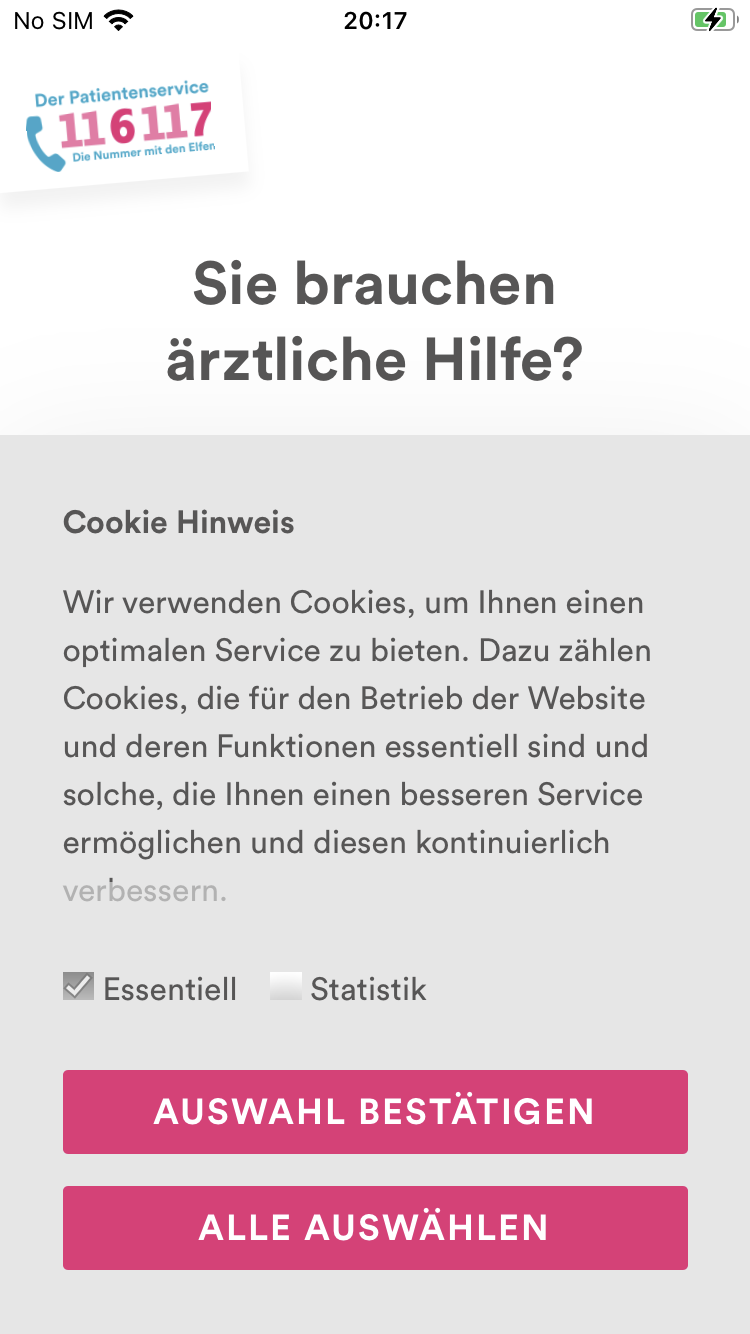 No SIM
20:17
Der Patientenservice
116117
Die Nummer mit den Elfen
Sie brauchen
ärztliche Hilfe?
Cookie Hinweis
Wir verwenden Cookies, um Ihnen einen
optimalen Service zu bieten. Dazu zählen
Cookies, die für den Betrieb der Website
und deren Funktionen essentiell sind und
solche, die Ihnen einen besseren Service
ermöglichen und diesen kontinuierlich
verbessern.
Essentiell Statistik
AUSWAHL BESTÄTIGEN
ALLE AUSWÄHLEN